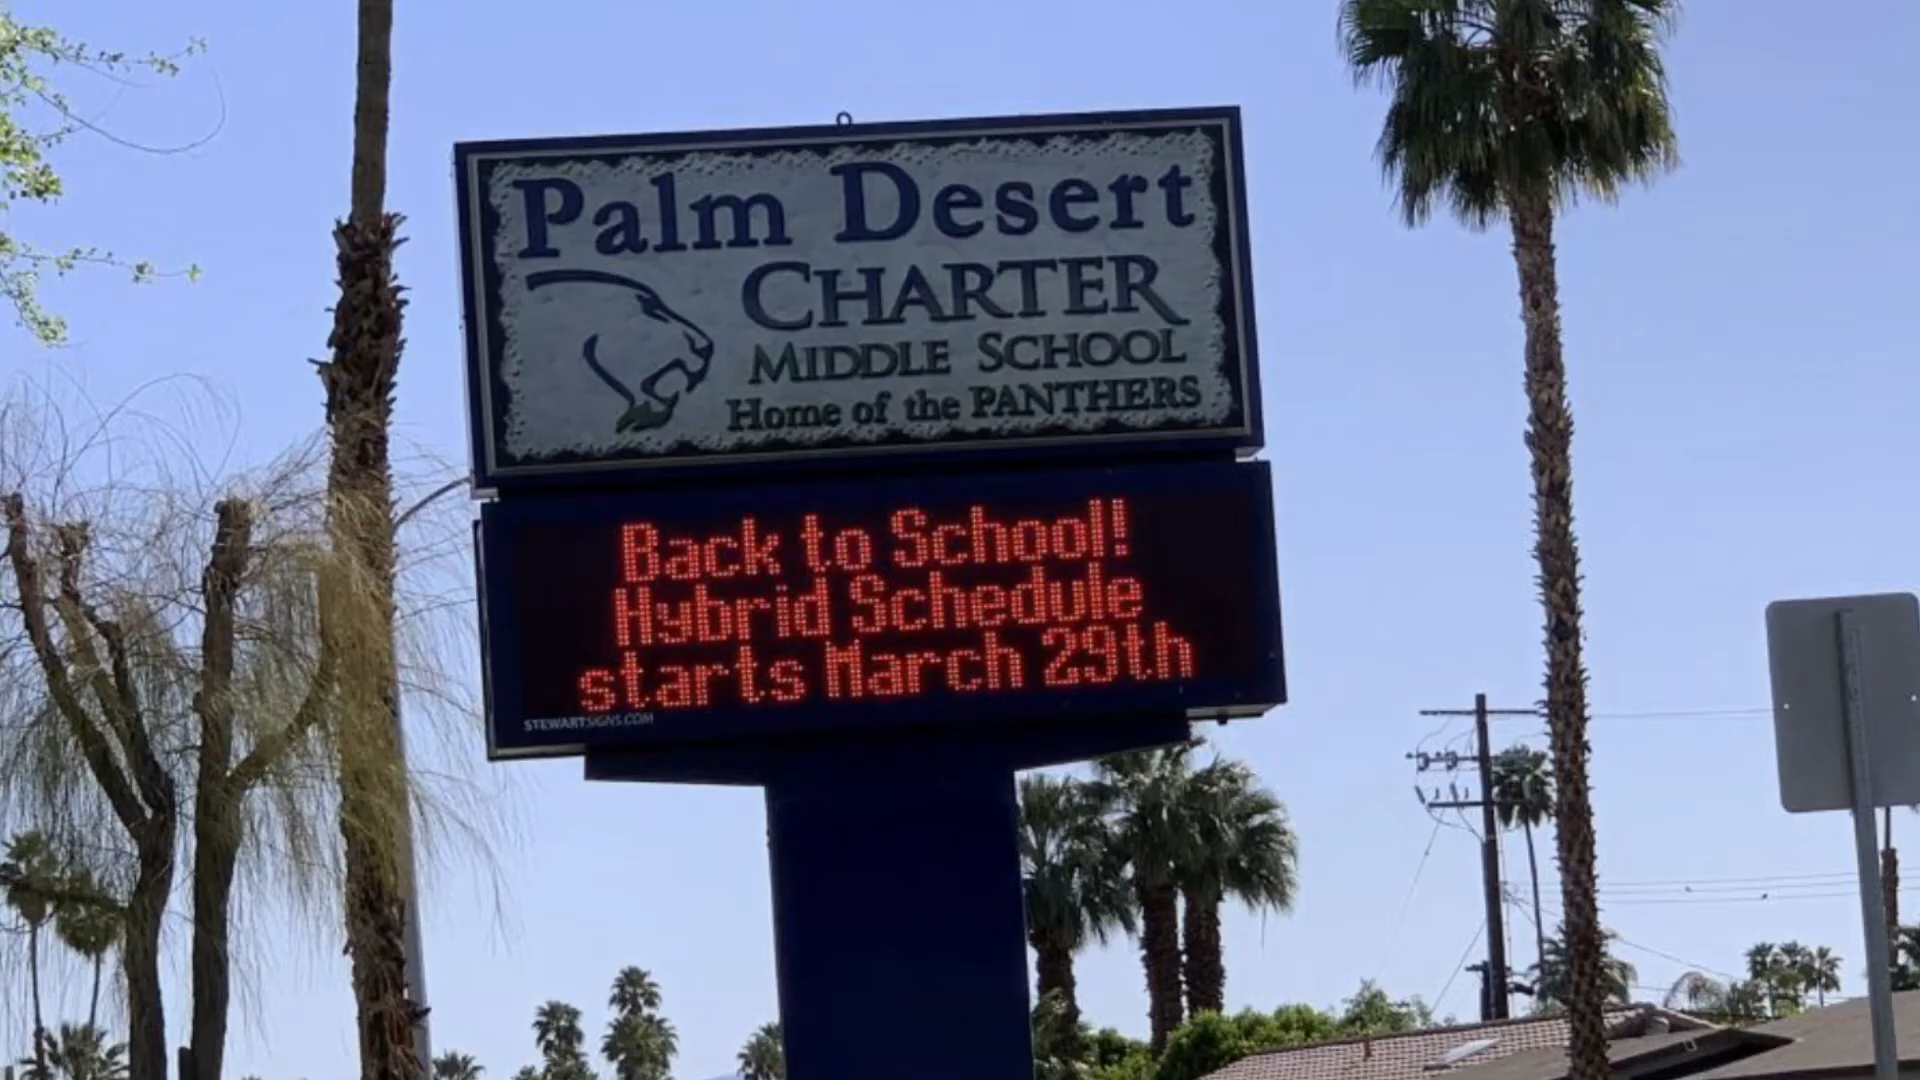 Palm Desert
CHARTER
MIDDLE SCHOOL
Home of the PANTHERS
Back to School!
Hybrid Schedule
starts March 29th
STEWARTSIGNS.COM